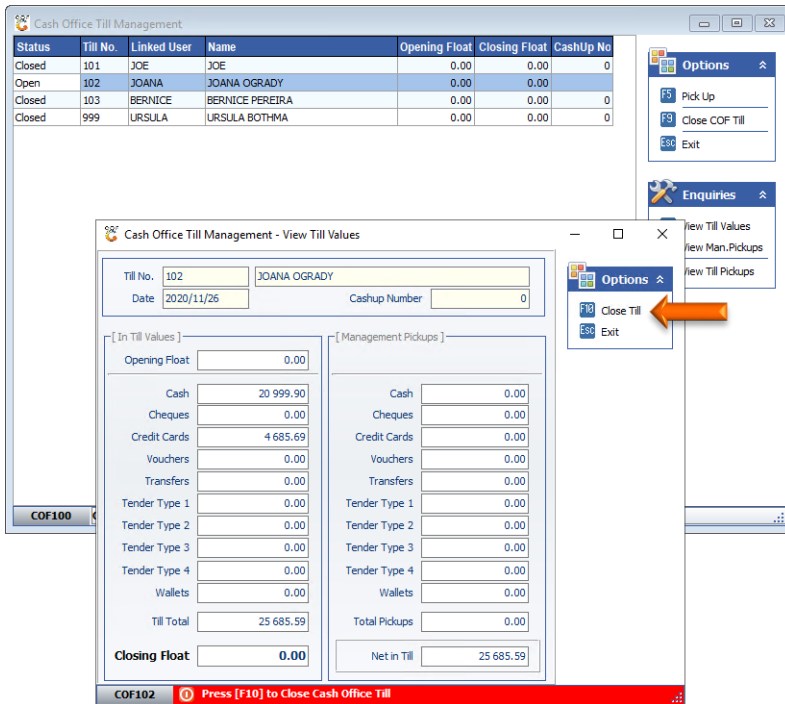 Cash Office Till Management
Status Till No. Linked User Name Opening Float Closing Float CashUp No
Closed 101 JOE JOE 0.00 0.00 0
Open 102 JOANA JOANA OGRADY 0.00 0.00
Closed 103 BERNICE BERNICE PEREIRA 0.00 0.00 0
Closed 999 URSULA URSULA BOTHMA 0.00 0.00 0
Options
F5 Pick Up
F9 Close COF Till
Esc Exit
Enquiries
View Till Values
View Man.Pickups
View Till Pickups
COF100
Cash Office Till Management - View Till Values
Till No. 102 JOANA OGRADY
Date 2020/11/26 Cashup Number 0
Options
F10 Close Till
Esc Exit
[ In Till Values ]
Opening Float 0.00
Cash 20 999.90
Cheques 0.00
Credit Cards 4 685.69
Vouchers 0.00
Transfers 0.00
Tender Type 1 0.00
Tender Type 2 0.00
Tender Type 3 0.00
Tender Type 4 0.00
Wallets 0.00
Till Total 25 685.59
Closing Float 0.00
[ Management Pickups ]
Cash 0.00
Cheques 0.00
Credit Cards 0.00
Vouchers 0.00
Transfers 0.00
Tender Type 1 0.00
Tender Type 2 0.00
Tender Type 3 0.00
Tender Type 4 0.00
Wallets 0.00
Total Pickups 0.00
Net in Till 25 685.59
COF102 Press [F10] to Close Cash Office Till